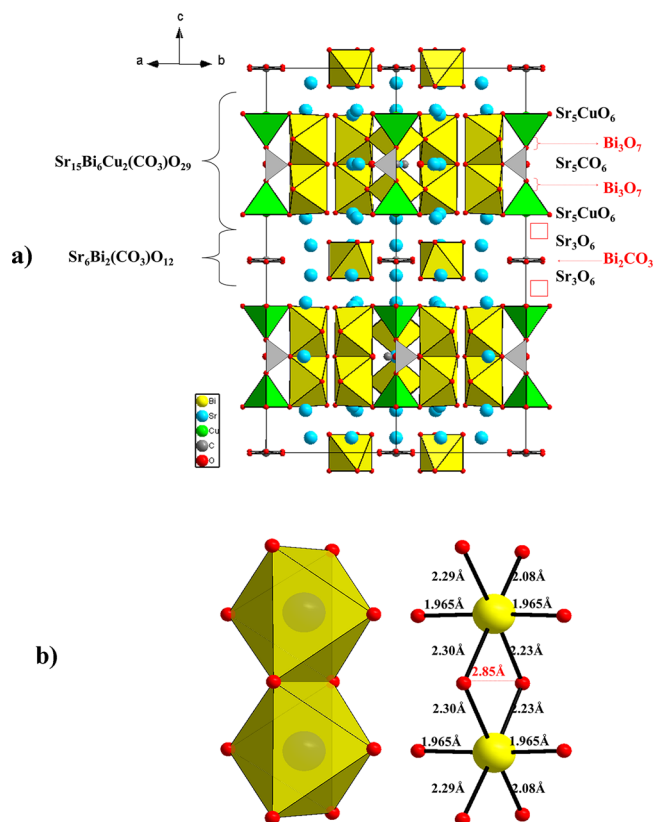 c
a
b
Sr₅CuO₆
Bi₃O₇
Sr₁₅Bi₆Cu₂(CO₃)O₂₉
Sr₅CO₆
Bi₃O₇
Sr₅CuO₆
a)
Sr₃O₆
Sr₆Bi₂(CO₃)O₁₂
Bi₂CO₃
Sr₃O₆
Bi
Sr
Cu
C
O
b)
2.29Å 2.08Å
1.965Å 1.965Å
2.30Å 2.23Å
2.85Å
2.30Å 2.23Å
1.965Å 1.965Å
2.29Å 2.08Å